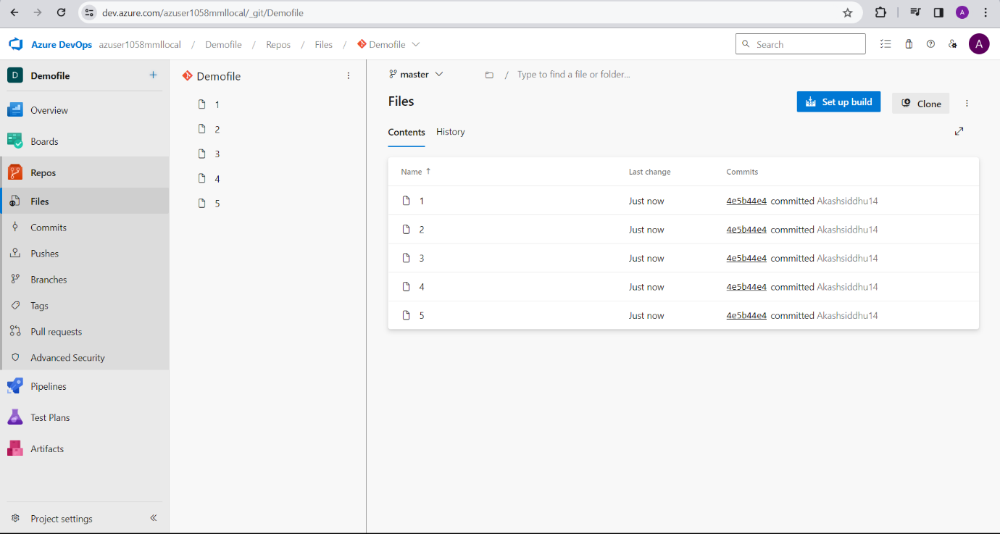 dev.azure.com/azuser1058mmllocal/_git/Demofile
A
Azure DevOps azuser1058mmllocal / Demofile / Repos / Files / Demofile
Search
A
D Demofile +
Overview
Boards
Repos
Files
Commits
Pushes
Branches
Tags
Pull requests
Advanced Security
Pipelines
Test Plans
Artifacts
Project settings
Demofile
1
2
3
4
5
master / Type to find a file or folder...
Files
Set up build Clone
Contents History
Name ↑ Last change Commits
1 Just now 4e5b44e4 committed Akashsiddhu14
2 Just now 4e5b44e4 committed Akashsiddhu14
3 Just now 4e5b44e4 committed Akashsiddhu14
4 Just now 4e5b44e4 committed Akashsiddhu14
5 Just now 4e5b44e4 committed Akashsiddhu14